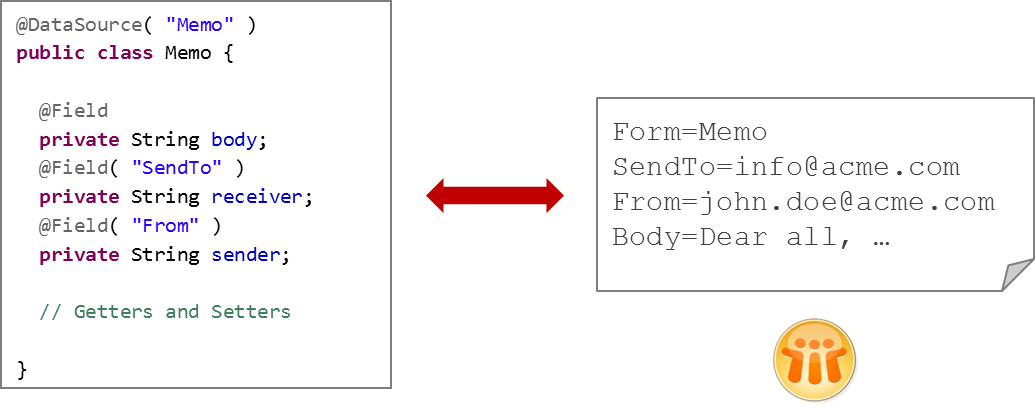 @DataSource( "Memo" )
public class Memo {
@Field
private String body;
@Field( "SendTo" )
private String receiver;
@Field( "From" )
private String sender;
// Getters and Setters
}
Form=Memo
SendTo=info@acme.com
From=john.doe@acme.com
Body=Dear all, …